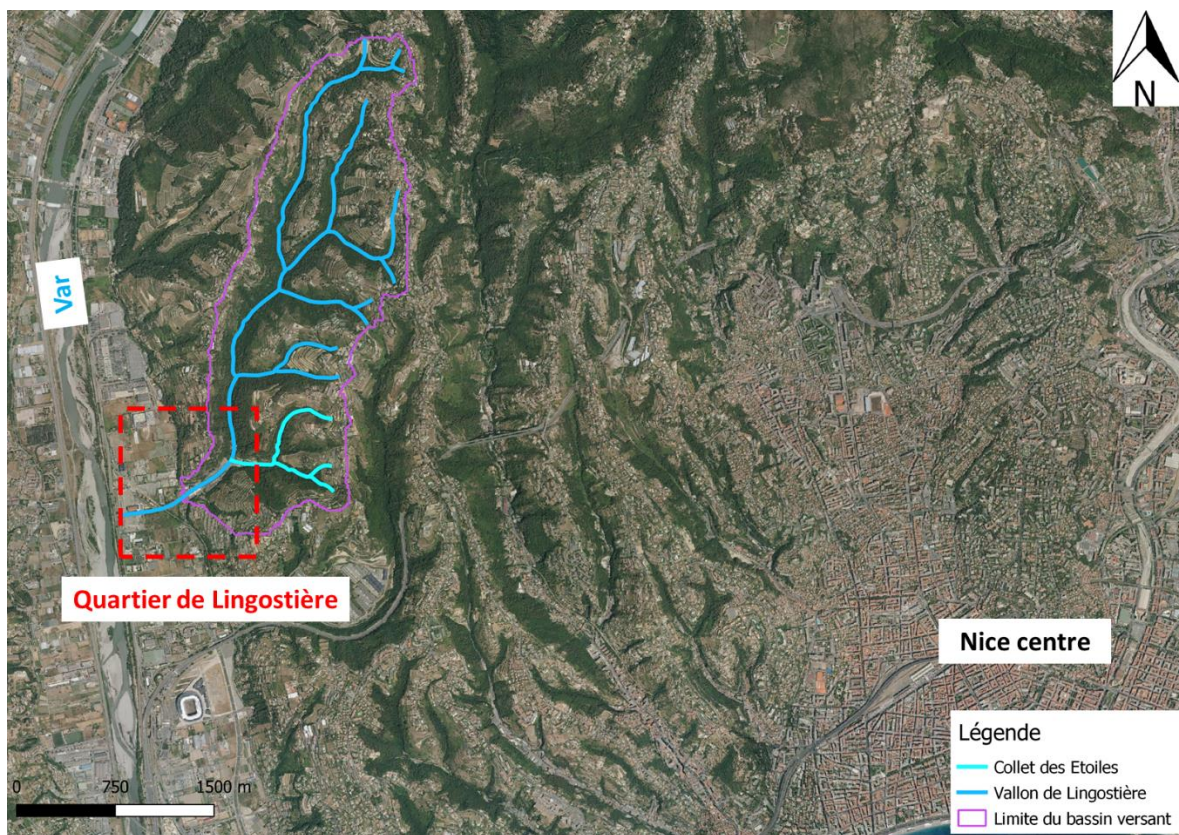 N
Var
Quartier de Lingostière
Nice centre
0 750 1500 m
Légende
Collet des Etoiles
Vallon de Lingostière
Limite du bassin versant